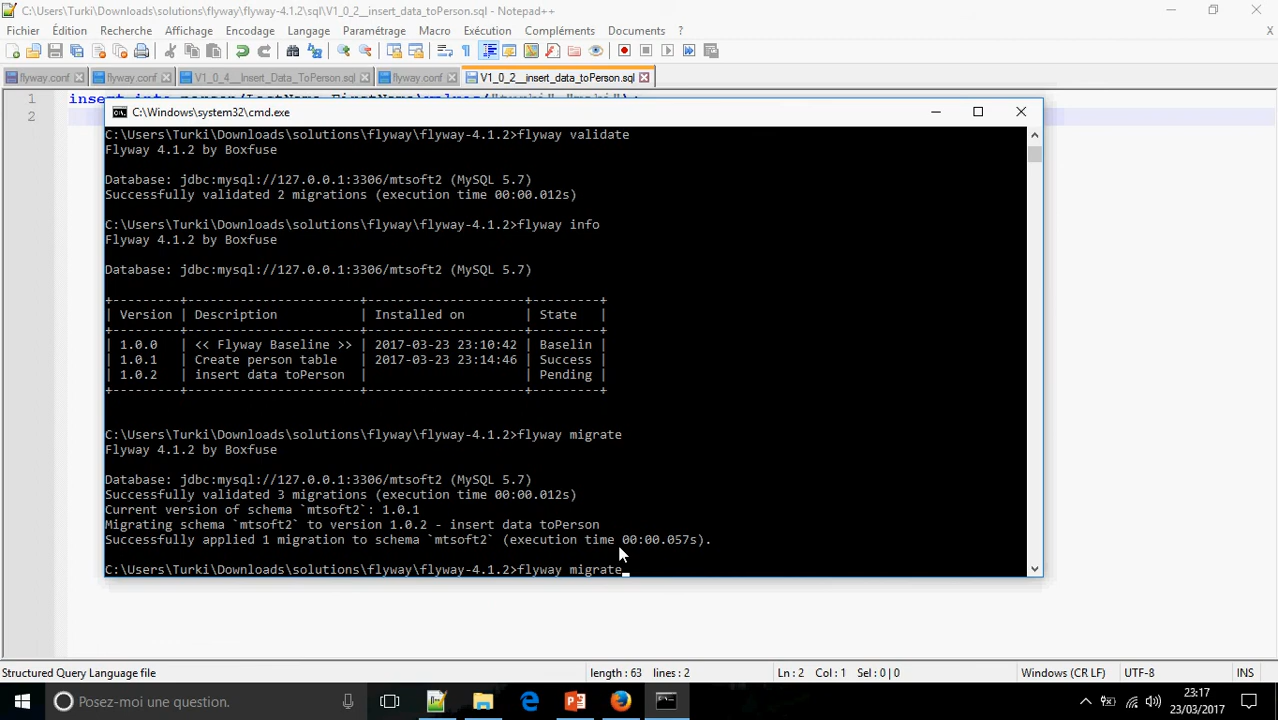 C:\Users\Turki\Downloads\solutions\flyway\flyway-4.1.2\sql\V1_0_2__insert_data_toPerson.sql - Notepad++
Fichier Édition Recherche Affichage Encodage Langage Paramétrage Macro Exécution Compléments Documents ? X
flyway.conf flyway.conf V1_0_4__Insert_Data_ToPerson.sql flyway.conf V1_0_2__insert_data_toPerson.sql
1
2
C:\Windows\system32\cmd.exe
C:\Users\Turki\Downloads\solutions\flyway\flyway-4.1.2>flyway validate
Flyway 4.1.2 by Boxfuse
Database: jdbc:mysql://127.0.0.1:3306/mtsoft2 (MySQL 5.7)
Successfully validated 2 migrations (execution time 00:00.012s)
C:\Users\Turki\Downloads\solutions\flyway\flyway-4.1.2>flyway info
Flyway 4.1.2 by Boxfuse
Database: jdbc:mysql://127.0.0.1:3306/mtsoft2 (MySQL 5.7)
+---------+-----------------------+---------------------+---------+
| Version | Description | Installed on | State |
+---------+-----------------------+---------------------+---------+
| 1.0.0 | << Flyway Baseline >> | 2017-03-23 23:10:42 | Baselin |
| 1.0.1 | Create person table | 2017-03-23 23:14:46 | Success |
| 1.0.2 | insert data toPerson | | Pending |
+---------+-----------------------+---------------------+---------+
C:\Users\Turki\Downloads\solutions\flyway\flyway-4.1.2>flyway migrate
Flyway 4.1.2 by Boxfuse
Database: jdbc:mysql://127.0.0.1:3306/mtsoft2 (MySQL 5.7)
Successfully validated 3 migrations (execution time 00:00.012s)
Current version of schema `mtsoft2`: 1.0.1
Migrating schema `mtsoft2` to version 1.0.2 - insert data toPerson
Successfully applied 1 migration to schema `mtsoft2` (execution time 00:00.057s).
C:\Users\Turki\Downloads\solutions\flyway\flyway-4.1.2>flyway migrate_
Structured Query Language file length : 63 lines : 2 Ln : 2 Col : 1 Sel : 0 | 0 Windows (CR LF) UTF-8 INS
Posez-moi une question. 23:17
23/03/2017